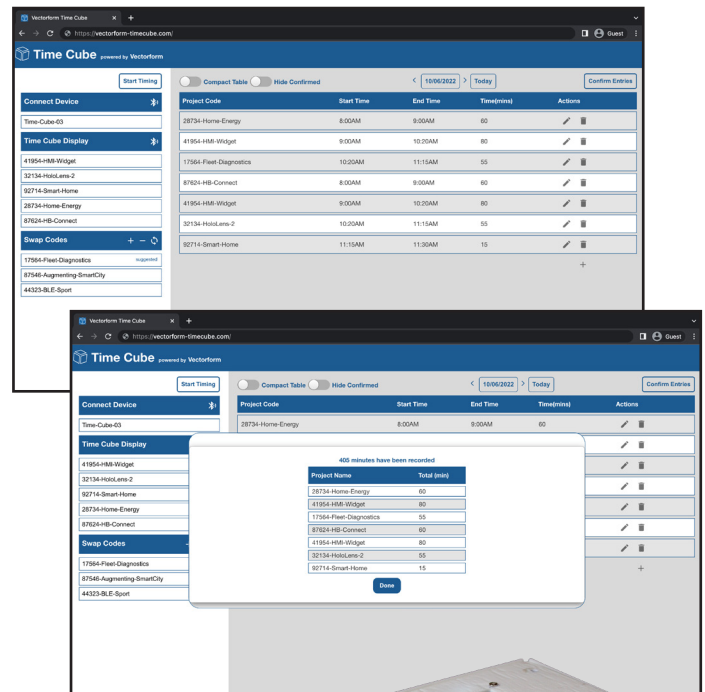 Vectorform Time Cube
https://vectorform-timecube.com/
Guest
Time Cube powered by Vectorform
Start Timing
Compact Table
Hide Confirmed
10/06/2022
Today
Confirm Entries
Connect Device
Time-Cube-03
Time Cube Display
41954-HMI-Widget
32134-HoloLens-2
92714-Smart-Home
28734-Home-Energy
87624-HB-Connect
Swap Codes
17564-Fleet-Diagnostics suggested
87546-Augmenting-SmartCity
44323-BLE-Sport
Project Code Start Time End Time Time(mins) Actions
28734-Home-Energy 8:00AM 9:00AM 60
41954-HMI-Widget 9:00AM 10:20AM 80
17564-Fleet-Diagnostics 10:20AM 11:15AM 55
87624-HB-Connect 8:00AM 9:00AM 60
41954-HMI-Widget 9:00AM 10:20AM 80
32134-HoloLens-2 10:20AM 11:15AM 55
92714-Smart-Home 11:15AM 11:30AM 15
Vectorform Time Cube
https://vectorform-timecube.com/
Guest
Time Cube powered by Vectorform
Start Timing
Compact Table
Hide Confirmed
10/06/2022
Today
Confirm Entries
Connect Device
Time-Cube-03
Time Cube Display
41954-HMI-Widget
32134-HoloLens-2
92714-Smart-Home
28734-Home-Energy
87624-HB-Connect
Swap Codes
17564-Fleet-Diagnostics
87546-Augmenting-SmartCity
44323-BLE-Sport
Project Code Start Time End Time Time(mins) Actions
28734-Home-Energy 8:00AM 9:00AM 60
405 minutes have been recorded
Project Name Total (min)
28734-Home-Energy 60
41954-HMI-Widget 80
17564-Fleet-Diagnostics 55
87624-HB-Connect 60
41954-HMI-Widget 80
32134-HoloLens-2 55
92714-Smart-Home 15
Done